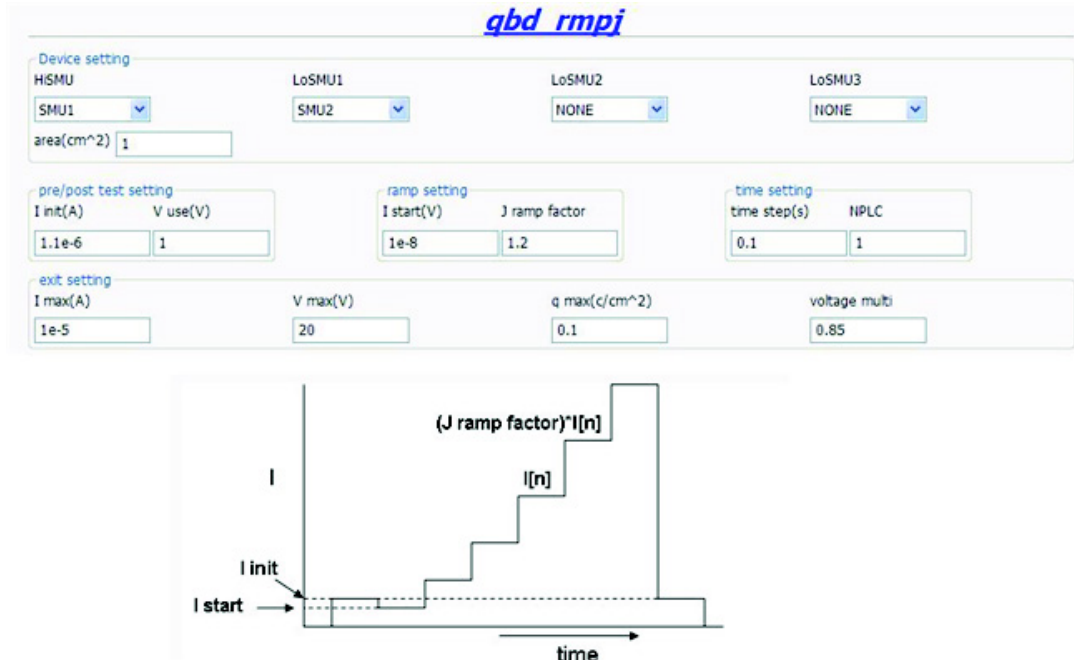 qbd rmpj
Device setting
HiSMU LoSMU1 LoSMU2 LoSMU3
SMU1 SMU2 NONE NONE
area(cm^2) 1
pre/post test setting ramp setting time setting
I init(A) V use(V) I start(V) J ramp factor time step(s) NPLC
1.1e-6 1 1e-8 1.2 0.1 1
exit setting
I max(A) V max(V) q max(c/cm^2) voltage multi
1e-5 20 0.1 0.85
(J ramp factor)*I[n]
I I[n]
I init
I start
time